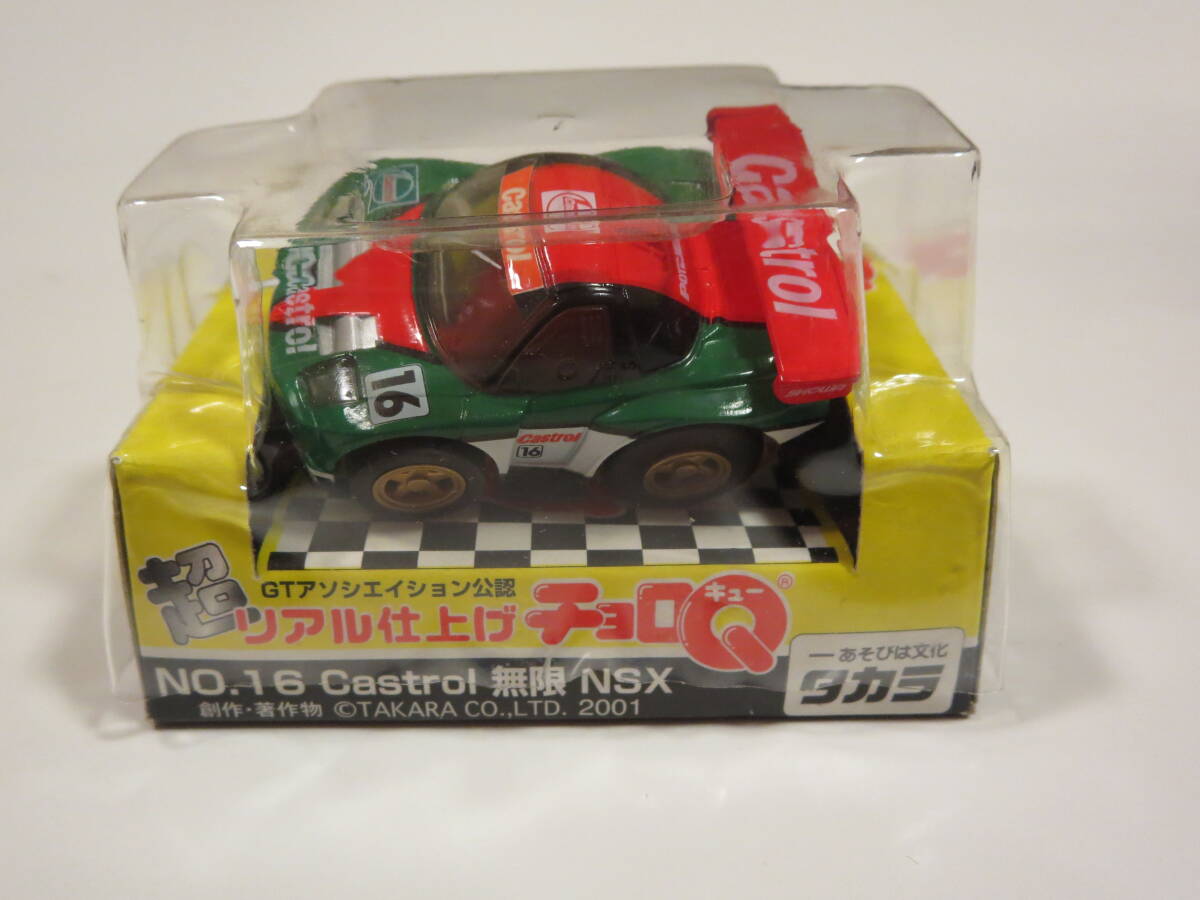 Castrol
Castrol
Castrol
SHOWA
16
Castrol
16
GTアソシエイション公認
超リアル仕上げ チョロQ キュー ®
NO.16 Castrol 無限 NSX
創作・著作物 ©TAKARA CO.,LTD. 2001
ーあそびは文化
タカラ